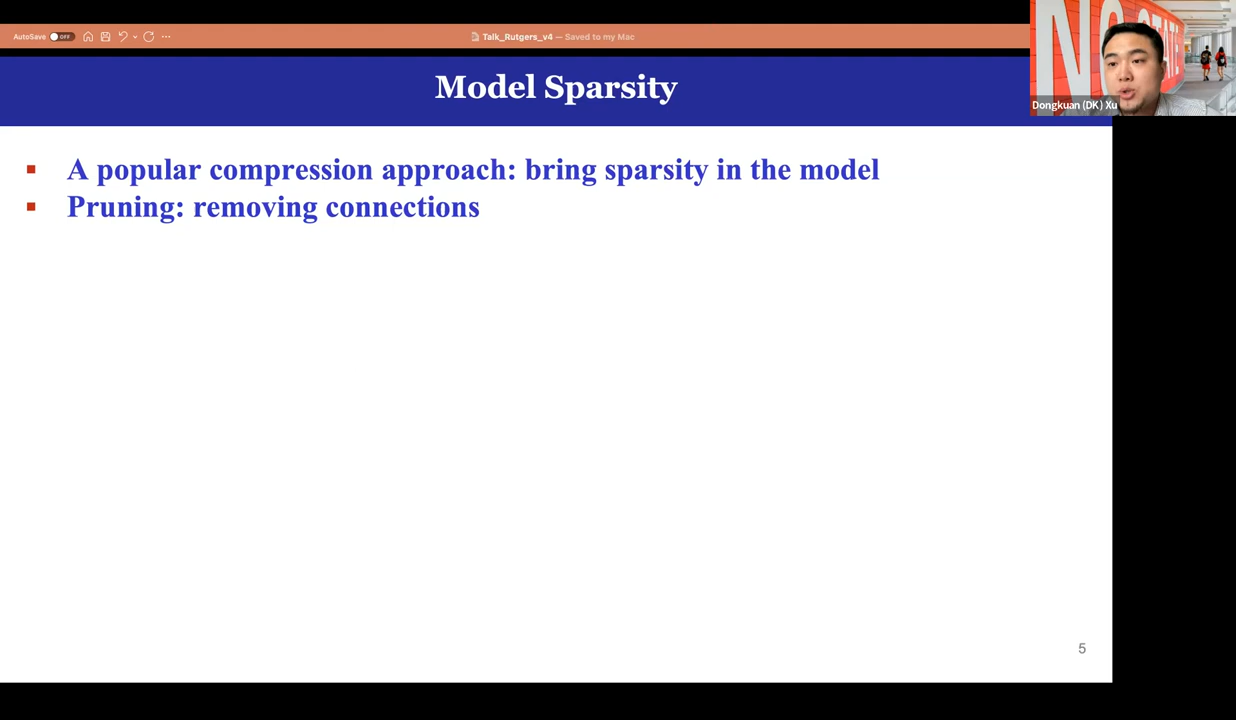 AutoSave OFF
Talk_Rutgers_v4 — Saved to my Mac
Model Sparsity
Dongkuan (DK) Xu
▪ A popular compression approach: bring sparsity in the model
▪ Pruning: removing connections
5